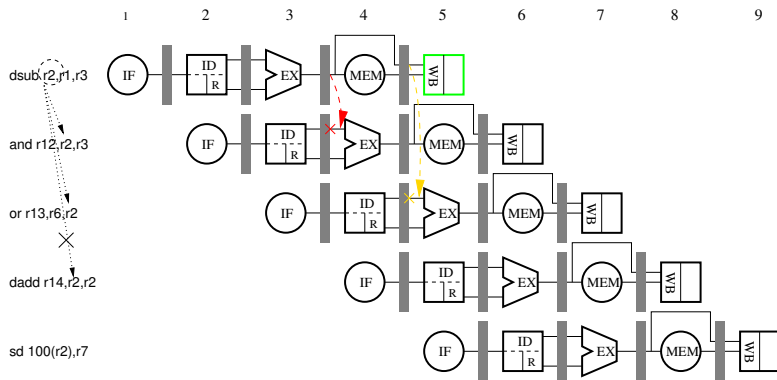 1 2 3 4 5 6 7 8 9
dsub r2,r1,r3 IF ID R EX MEM WB
and r12,r2,r3 IF ID R EX MEM WB
or r13,r6,r2 IF ID R EX MEM WB
dadd r14,r2,r2 IF ID R EX MEM WB
sd 100(r2),r7 IF ID R EX MEM WB